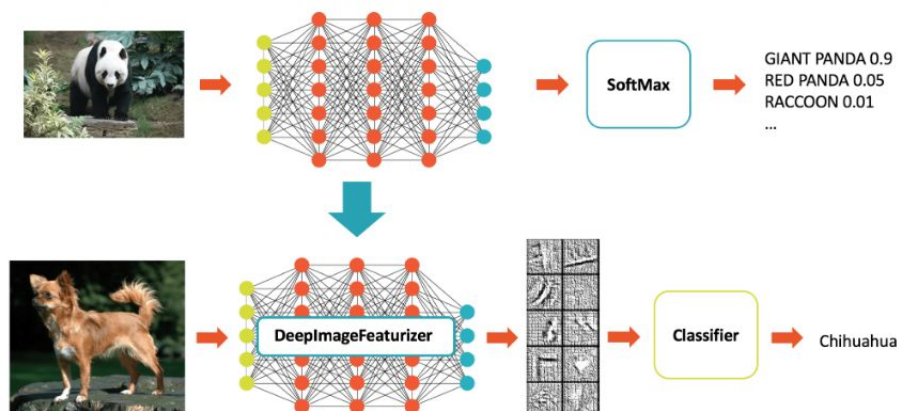 SoftMax
GIANT PANDA 0.9
RED PANDA 0.05
RACCOON 0.01
...
DeepImageFeaturizer
Classifier
Chihuahua